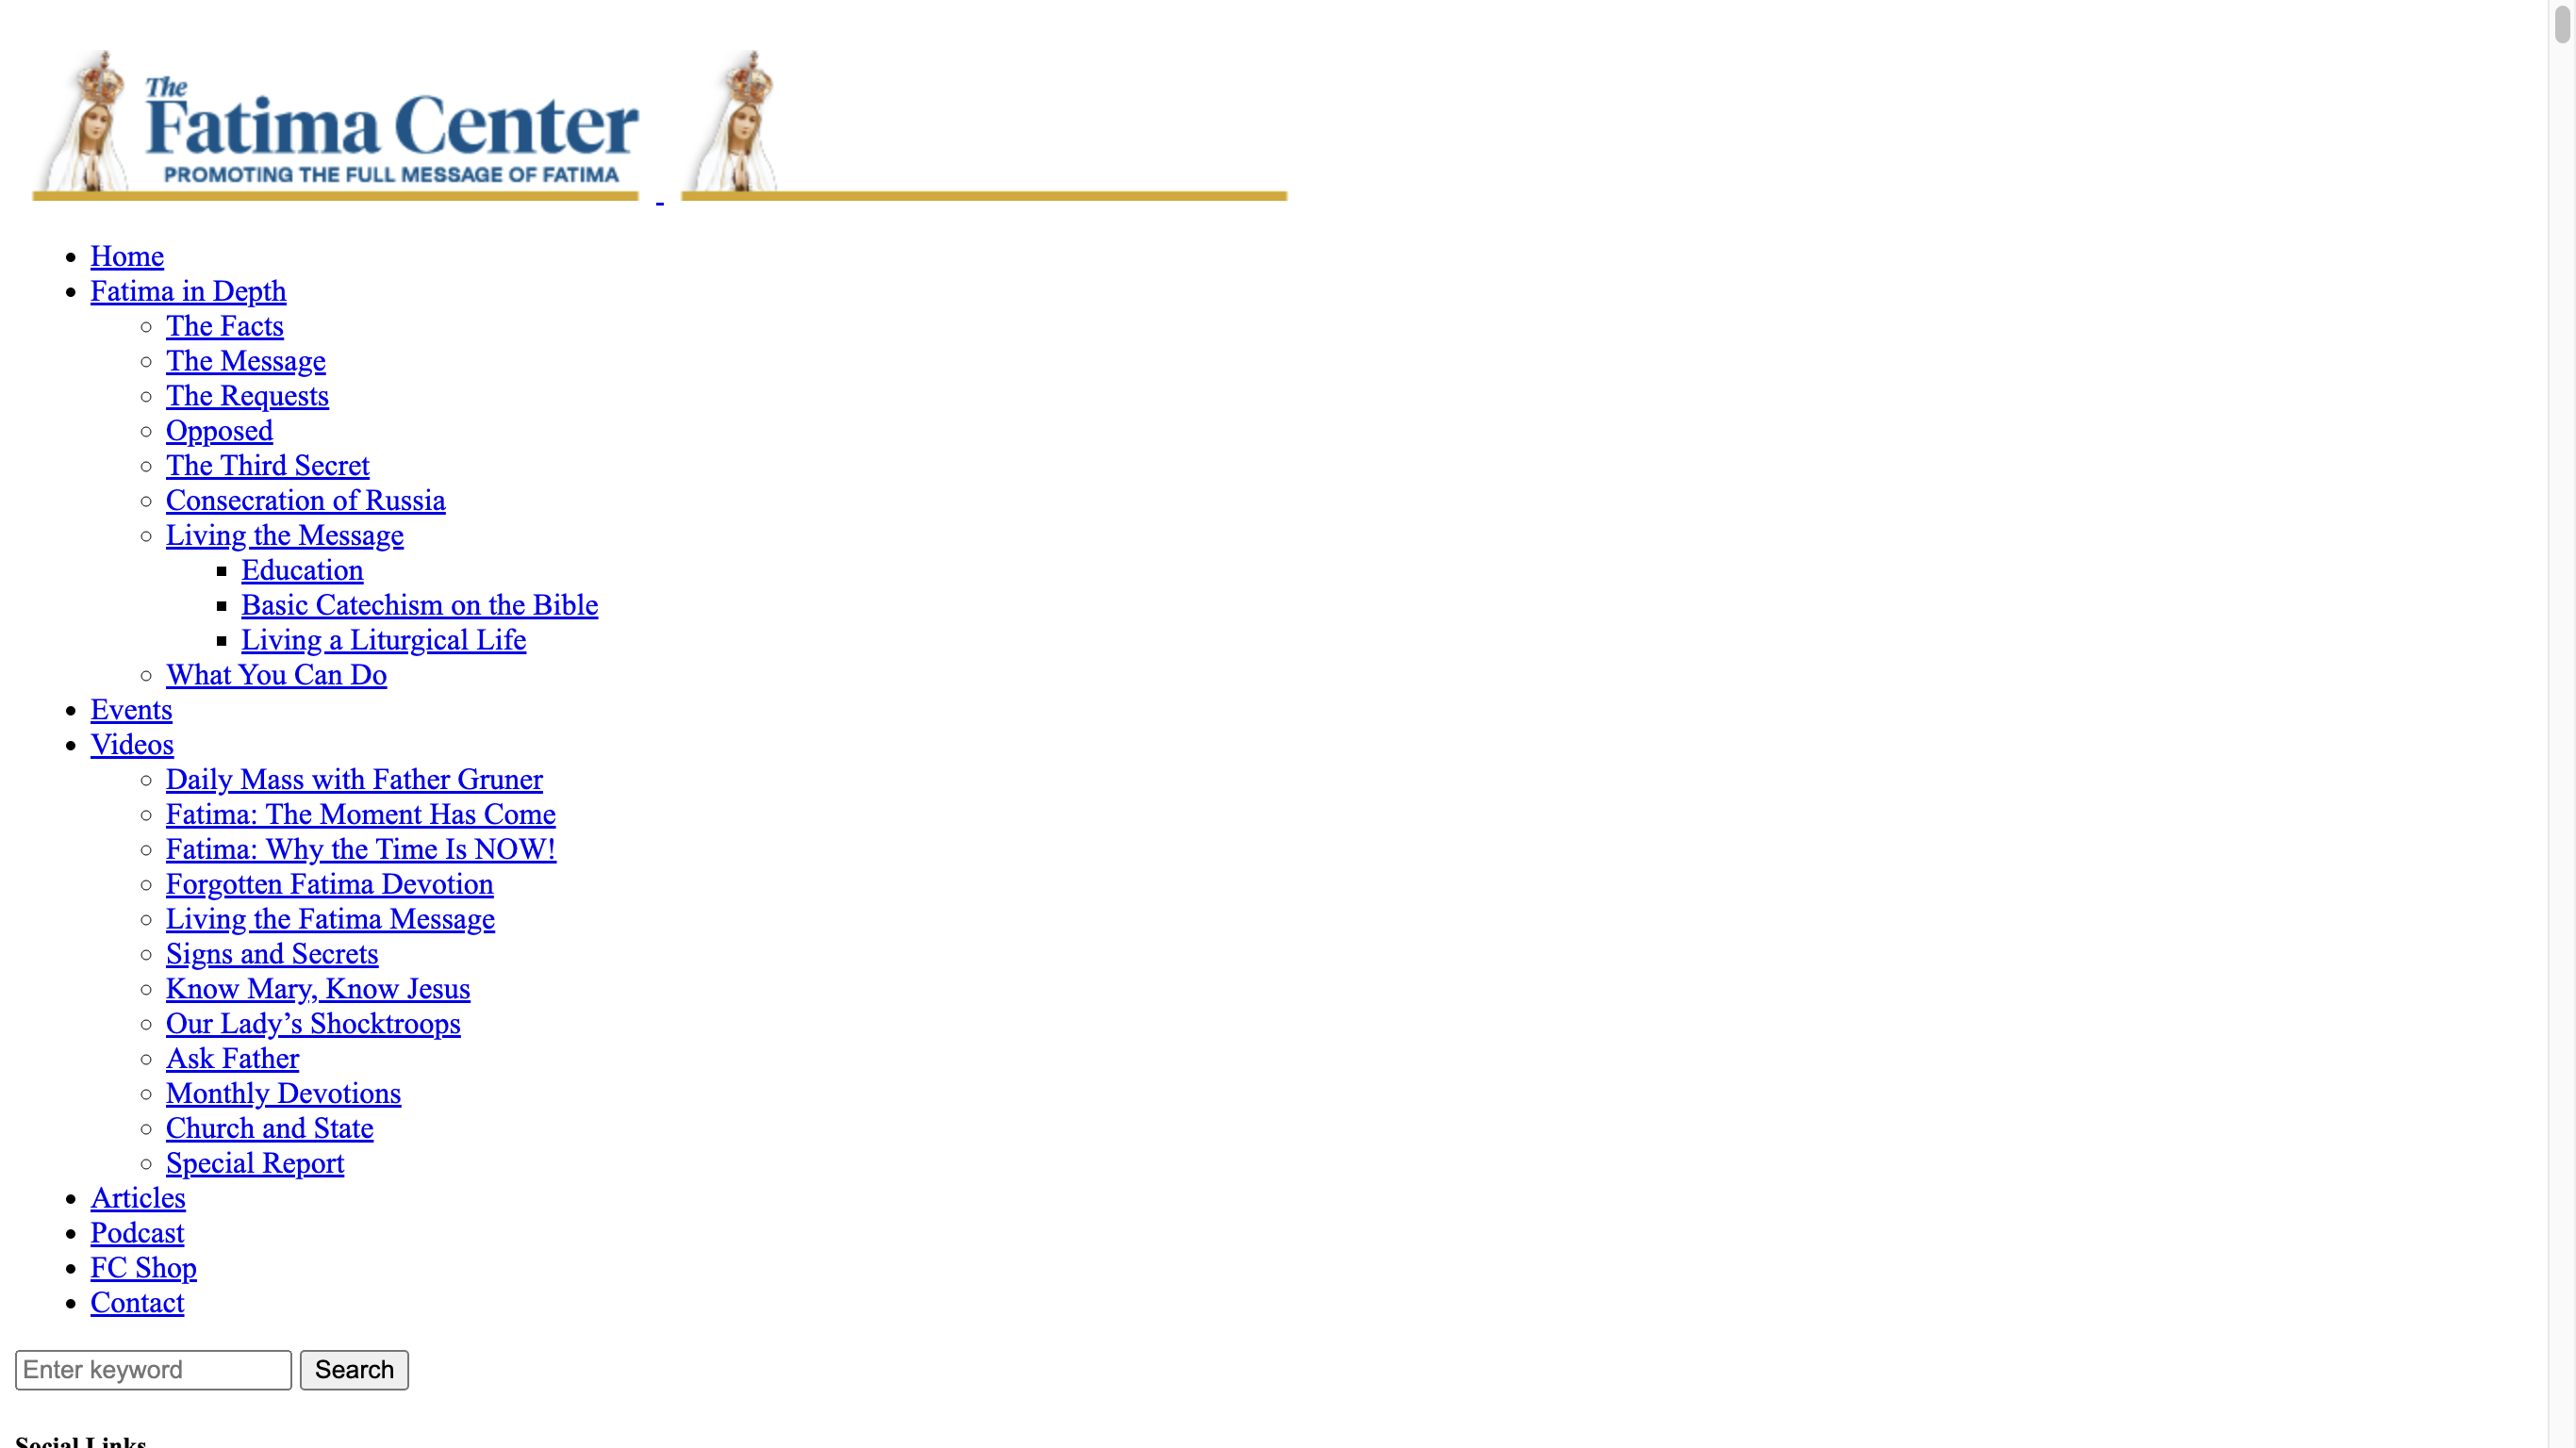 The
Fatima Center
PROMOTING THE FULL MESSAGE OF FATIMA
Home
Fatima in Depth
The Facts
The Message
The Requests
Opposed
The Third Secret
Consecration of Russia
Living the Message
Education
Basic Catechism on the Bible
Living a Liturgical Life
What You Can Do
Events
Videos
Daily Mass with Father Gruner
Fatima: The Moment Has Come
Fatima: Why the Time Is NOW!
Forgotten Fatima Devotion
Living the Fatima Message
Signs and Secrets
Know Mary, Know Jesus
Our Lady’s Shocktroops
Ask Father
Monthly Devotions
Church and State
Special Report
Articles
Podcast
FC Shop
Contact
Enter keyword Search
Social Links